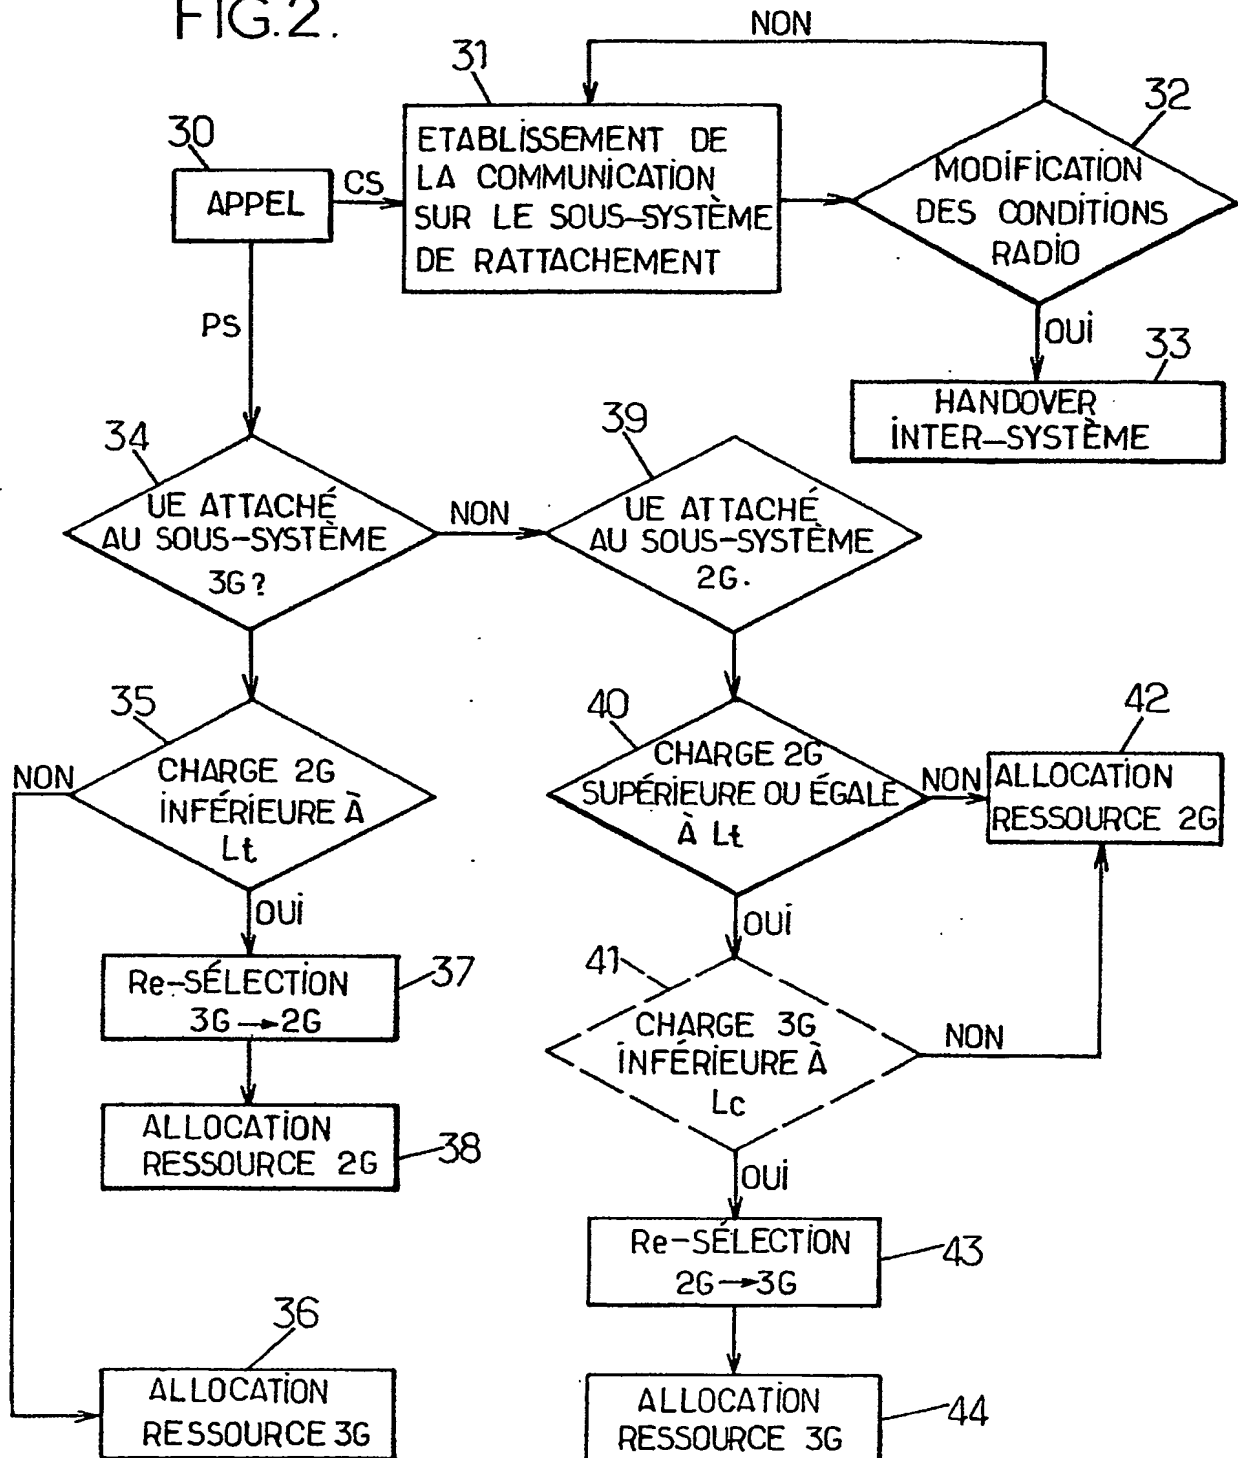 FIG.2.
NON
31
32
30
ETABLISSEMENT DE
LA COMMUNICATION
SUR LE SOUS-SYSTÈME
DE RATTACHEMENT
MODIFICATION
DES CONDITIONS
RADIO
APPEL
CS
PS
OUI
33
HANDOVER
INTER-SYSTÈME
34
39
UE ATTACHÉ
AU SOUS-SYSTÈME
3G?
NON
UE ATTACHÉ
AU SOUS-SYSTÈME
2G.
35
40
42
NON
CHARGE 2G
INFÉRIEURE À
Lt
CHARGE 2G
SUPÉRIEURE OU ÉGALE
À Lt
NON
ALLOCATION
RESSOURCE 2G
OUI
OUI
41
Re-SÉLECTION
3G→2G
37
CHARGE 3G
INFÉRIEURE À
Lc
NON
ALLOCATION
RESSOURCE 2G
38
OUI
Re-SÉLECTION
2G→3G
43
36
ALLOCATION
RESSOURCE 3G
ALLOCATION
RESSOURCE 3G
44